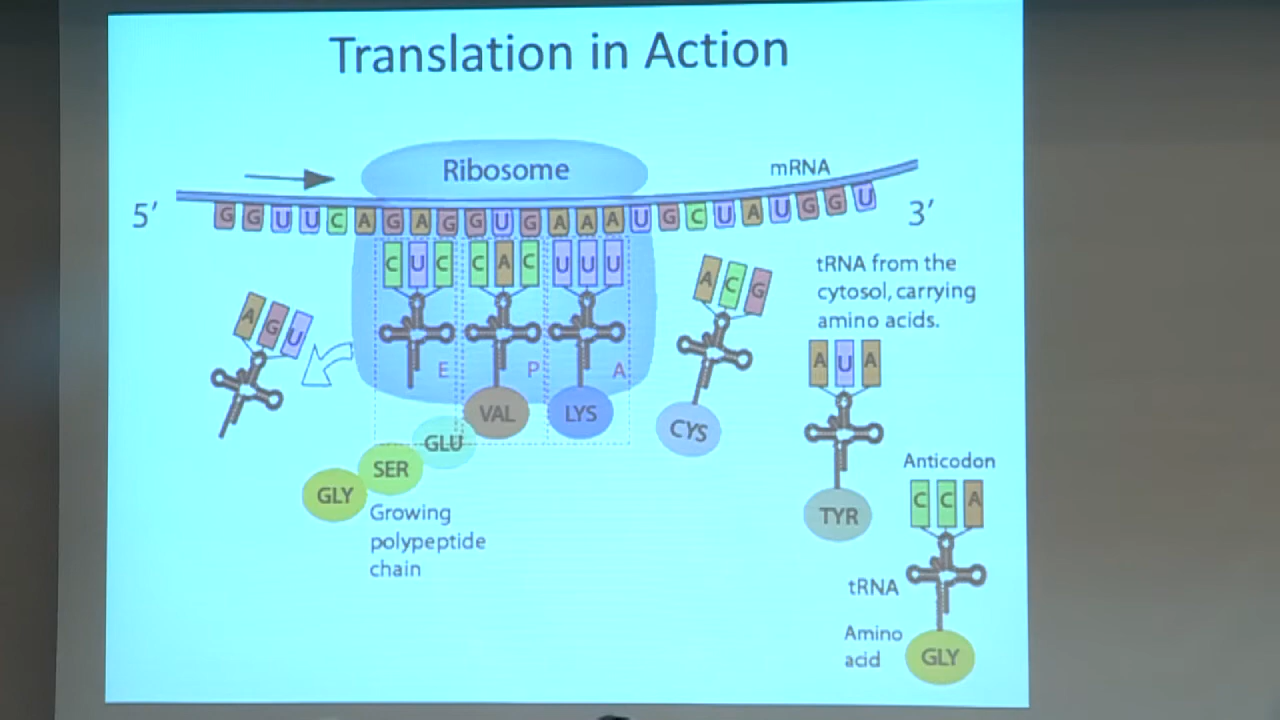 Translation in Action
Ribosome
mRNA
5′
G G U U C A G A G G U G A A A U G C U A U G G U
3′
C U C
C A C
U U U
A C G
A G U
tRNA from the
cytosol, carrying
amino acids.
A U A
E
P
A
VAL
LYS
CYS
GLU
SER
GLY
Growing
polypeptide
chain
TYR
Anticodon
C C A
tRNA
Amino
acid
GLY